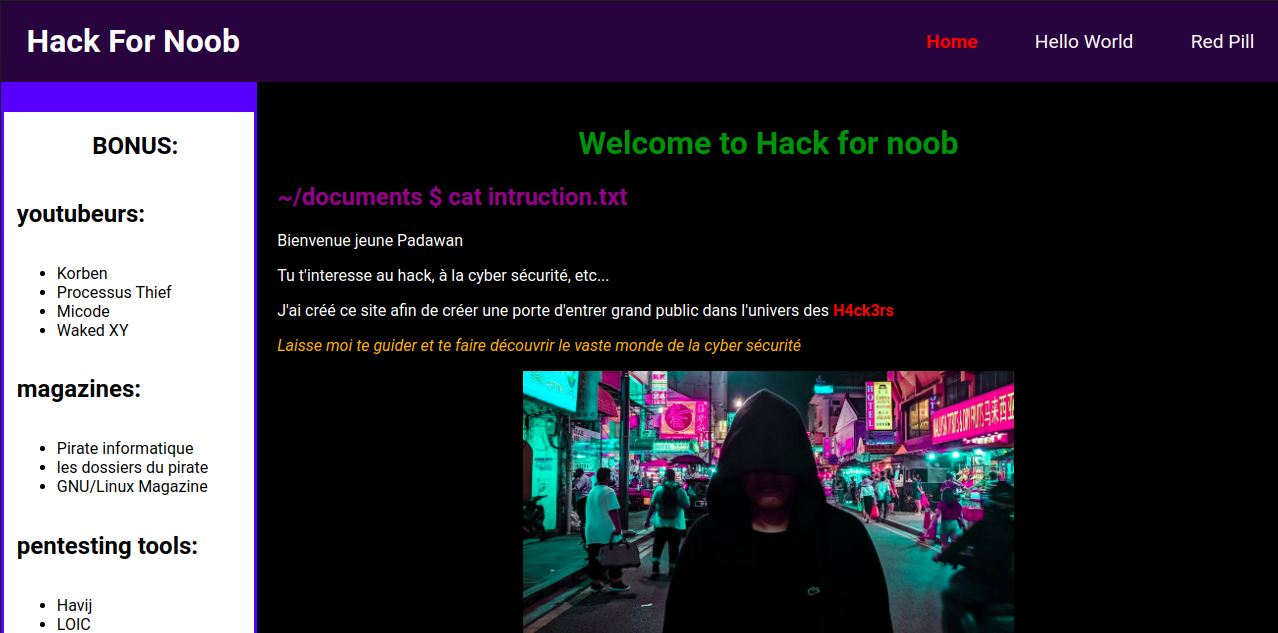 Hack For Noob
Home
Hello World
Red Pill
BONUS:
youtubeurs:
Korben
Processus Thief
Micode
Waked XY
magazines:
Pirate informatique
les dossiers du pirate
GNU/Linux Magazine
pentesting tools:
Havij
LOIC
Welcome to Hack for noob
~/documents $ cat intruction.txt
Bienvenue jeune Padawan
Tu t'interesse au hack, à la cyber sécurité, etc...
J'ai créé ce site afin de créer une porte d'entrer grand public dans l'univers des H4ck3rs
Laisse moi te guider et te faire découvrir le vaste monde de la cyber sécurité
HOTEL